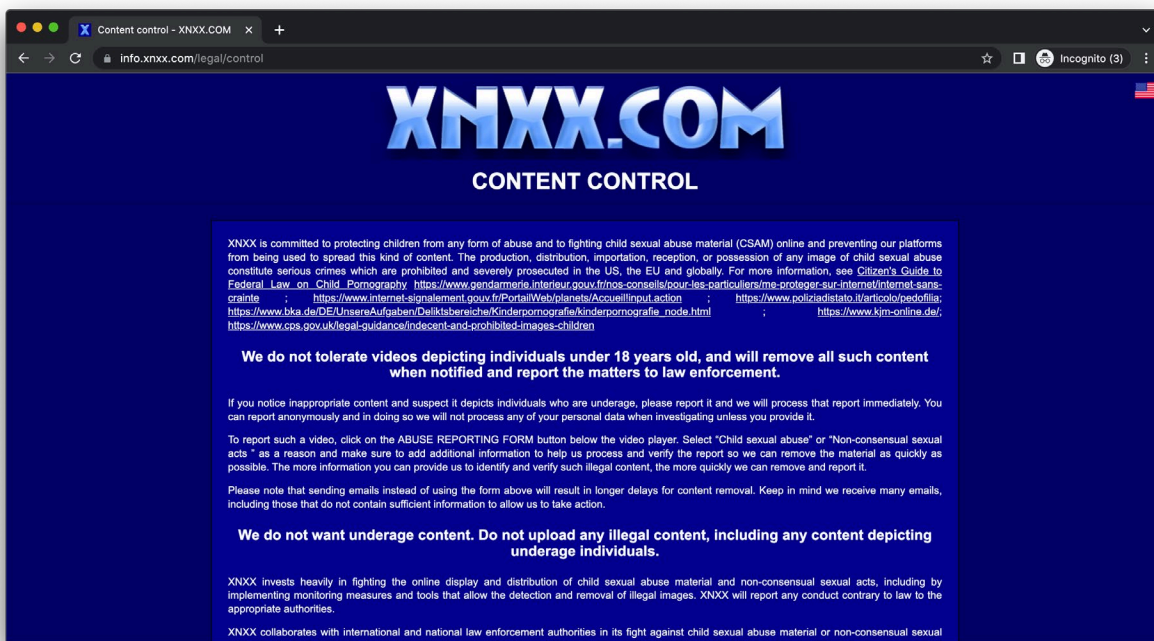 Content control - XNXX.COM
info.xnxx.com/legal/control
Incognito (3)
XNXX.COM
CONTENT CONTROL
XNXX is committed to protecting children from any form of abuse and to fighting child sexual abuse material (CSAM) online and preventing our platforms
from being used to spread this kind of content. The production, distribution, importation, reception, or possession of any image of child sexual abuse
constitute serious crimes which are prohibited and severely prosecuted in the US, the EU and globally. For more information, see Citizen's Guide to
Federal Law on Child Pornography https://www.gendarmerie.interieur.gouv.fr/nos-conseils/pour-les-particuliers/me-proteger-sur-internet/internet-sans-
crainte ; https://www.internet-signalement.gouv.fr/PortailWeb/planets/Accueil!input.action ; https://www.poliziadistato.it/articolo/pedofilia;
https://www.bka.de/DE/UnsereAufgaben/Deliktsbereiche/Kinderpornografie/kinderpornografie_node.html ; https://www.kjm-online.de/;
https://www.cps.gov.uk/legal-guidance/indecent-and-prohibited-images-children
We do not tolerate videos depicting individuals under 18 years old, and will remove all such content
when notified and report the matters to law enforcement.
If you notice inappropriate content and suspect it depicts individuals who are underage, please report it and we will process that report immediately. You
can report anonymously and in doing so we will not process any of your personal data when investigating unless you provide it.
To report such a video, click on the ABUSE REPORTING FORM button below the video player. Select "Child sexual abuse" or "Non-consensual sexual
acts " as a reason and make sure to add additional information to help us process and verify the report so we can remove the material as quickly as
possible. The more information you can provide us to identify and verify such illegal content, the more quickly we can remove and report it.
Please note that sending emails instead of using the form above will result in longer delays for content removal. Keep in mind we receive many emails,
including those that do not contain sufficient information to allow us to take action.
We do not want underage content. Do not upload any illegal content, including any content depicting
underage individuals.
XNXX invests heavily in fighting the online display and distribution of child sexual abuse material and non-consensual sexual acts, including by
implementing monitoring measures and tools that allow the detection and removal of illegal images. XNXX will report any conduct contrary to law to the
appropriate authorities.
XNXX collaborates with international and national law enforcement authorities in its fight against child sexual abuse material or non-consensual sexual